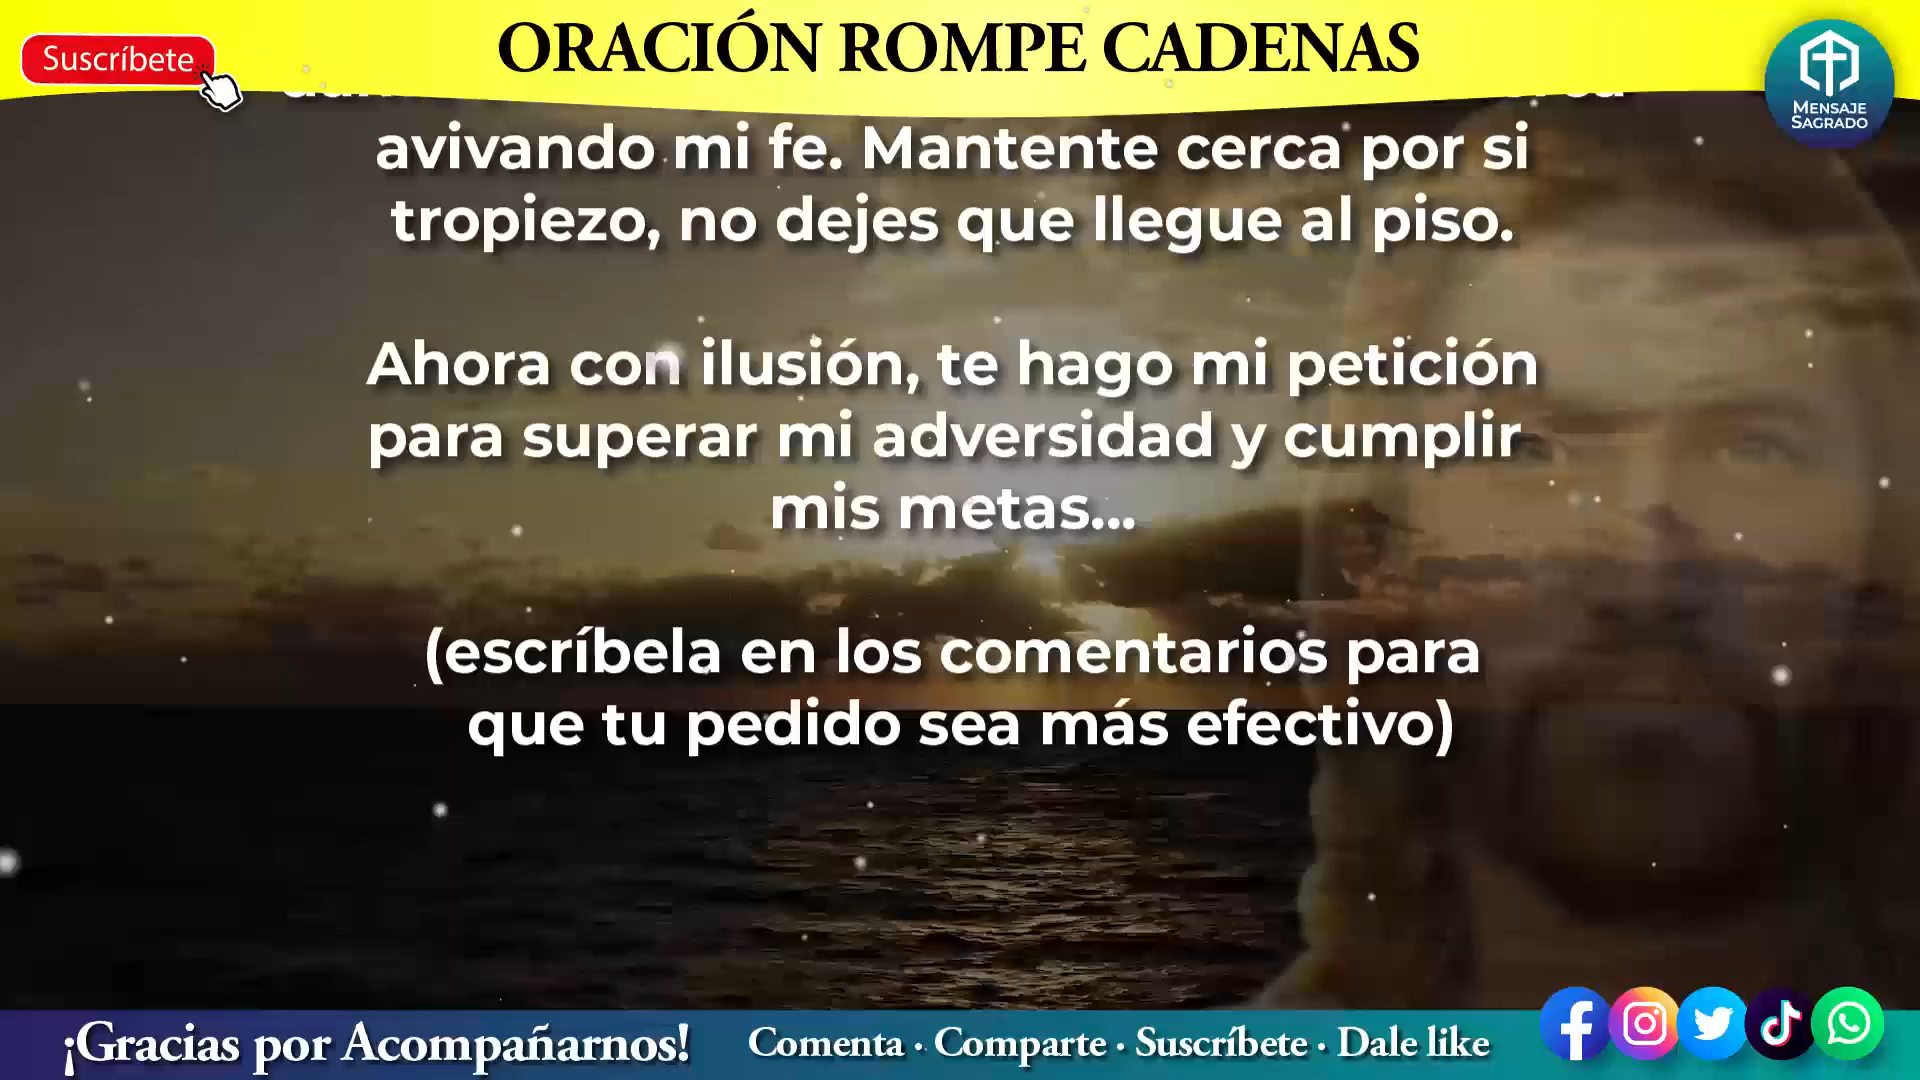 Suscríbete
ORACIÓN ROMPE CADENAS
MENSAJE
SAGRADO
avivando mi fe. Mantente cerca por si
tropiezo, no dejes que llegue al piso.
Ahora con ilusión, te hago mi petición
para superar mi adversidad y cumplir
mis metas...
(escríbela en los comentarios para
que tu pedido sea más efectivo)
¡Gracias por Acompañarnos!
Comenta · Comparte · Suscríbete · Dale like